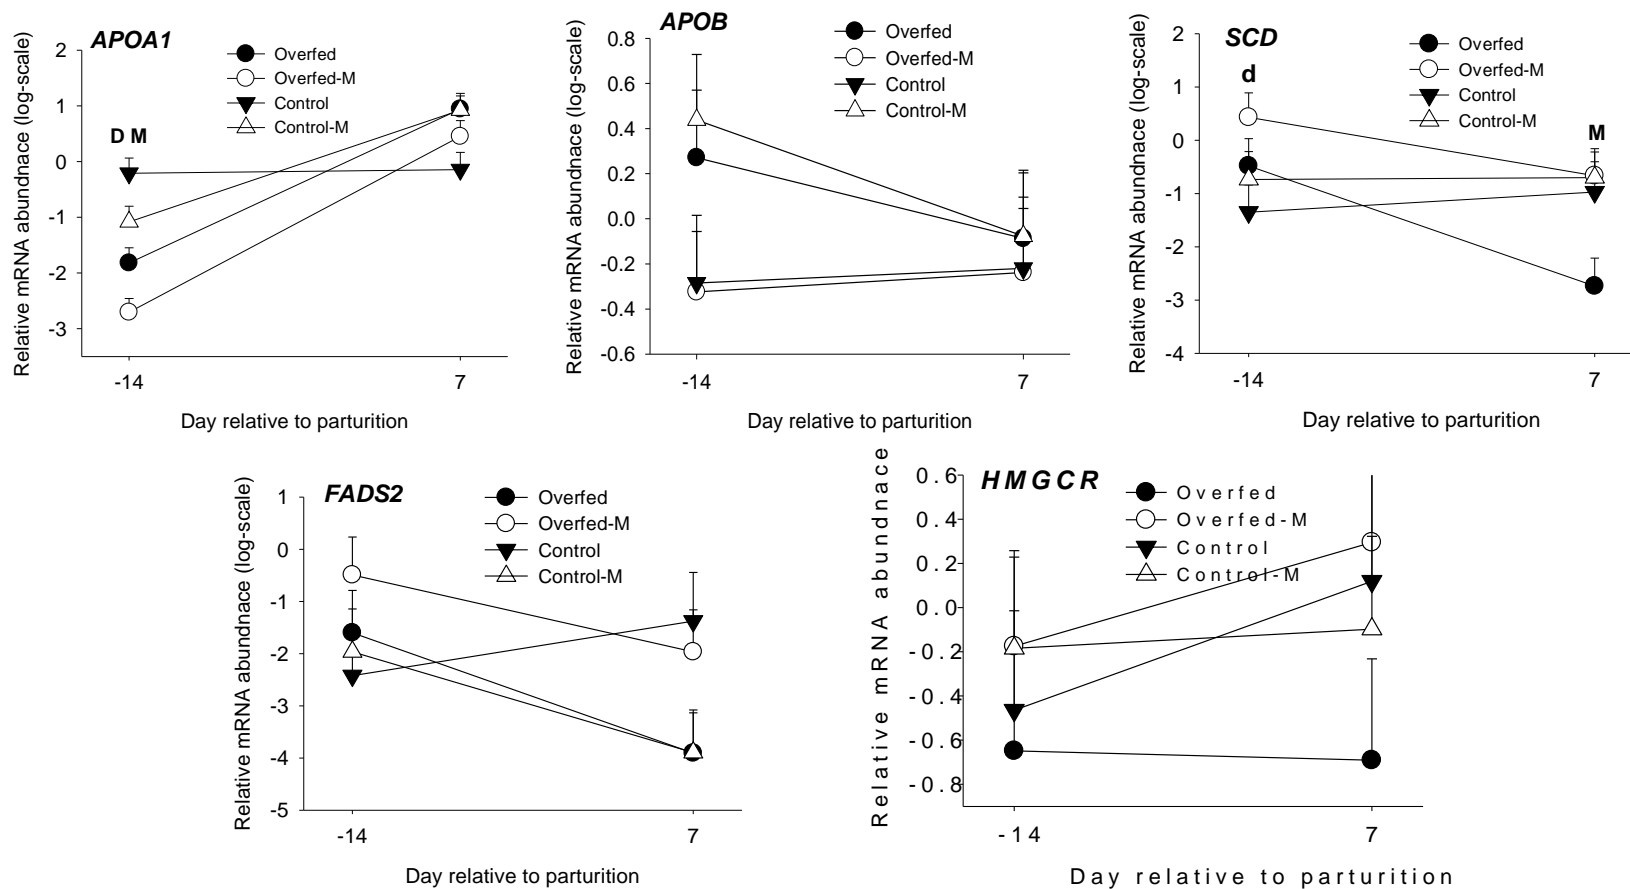 APOA1
Overfed
Overfed-M
Control
Control-M
D M
2
1
0
-1
-2
-3
Relative mRNA abundnace (log-scale)
-14
7
Day relative to parturition
APOB
Overfed
Overfed-M
Control
Control-M
0.8
0.6
0.4
0.2
0.0
-0.2
-0.4
-0.6
Relative mRNA abundnace (log-scale)
-14
7
Day relative to parturition
SCD
Overfed
Overfed-M
Control
Control-M
d
M
2
1
0
-1
-2
-3
-4
Relative mRNA abundnace (log-scale)
-14
7
Day relative to parturition
FADS2
Overfed
Overfed-M
Control
Control-M
1
0
-1
-2
-3
-4
-5
Relative mRNA abundnace (log-scale)
-14
7
Day relative to parturition
HMGCR
Overfed
Overfed-M
Control
Control-M
0.6
0.4
0.2
0.0
-0.2
-0.4
-0.6
-0.8
Relative mRNA abundnace
-14
7
Day relative to parturition